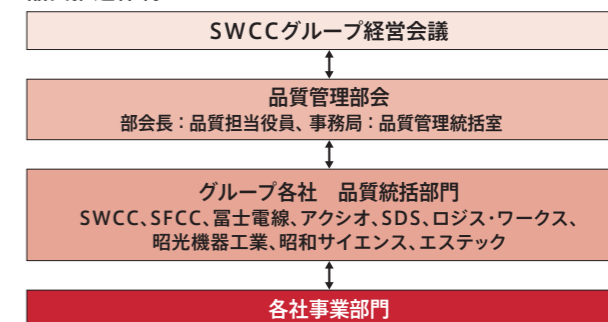 SWCCグループ経営会議
品質管理部会
部会長：品質担当役員、事務局：品質管理統括室
グループ各社　品質統括部門
SWCC、SFCC、冨士電線、アクシオ、SDS、ロジス・ワークス、
昭光機器工業、昭和サイエンス、エステック
各社事業部門